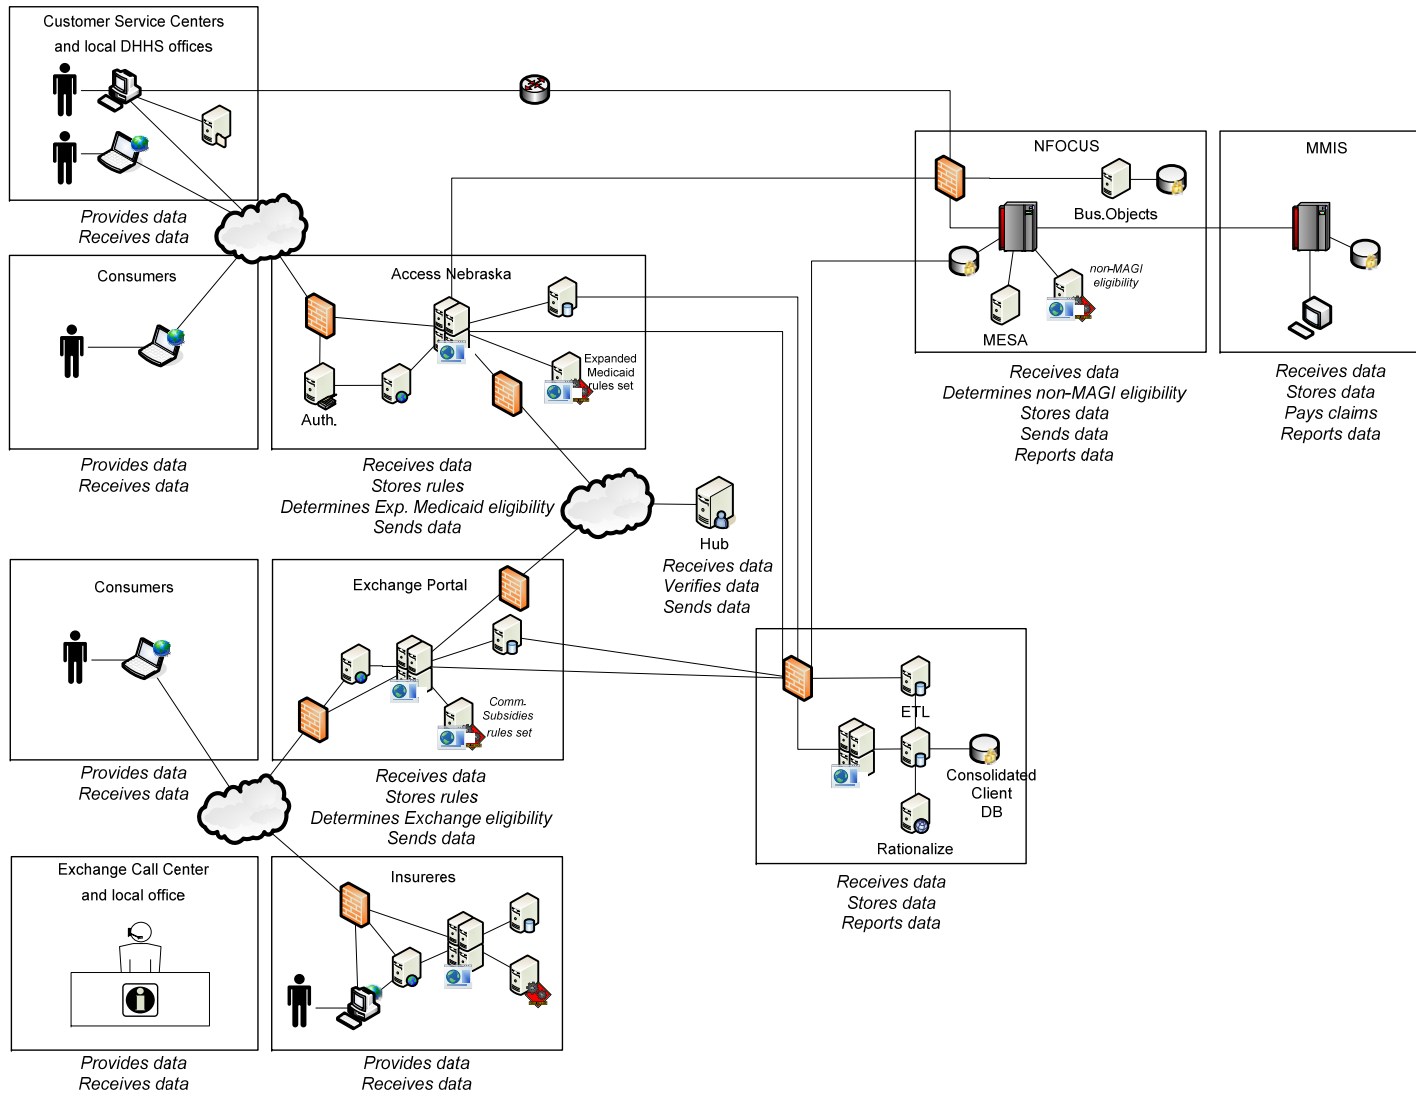 Customer Service Centers
and local DHHS offices
Provides data
Receives data
NFOCUS
Bus.Objects
non-MAGI
eligibility
MESA
Receives data
Determines non-MAGI eligibility
Stores data
Sends data
Reports data
MMIS
Receives data
Stores data
Pays claims
Reports data
Consumers
Provides data
Receives data
Access Nebraska
Expanded
Medicaid
rules set
Auth.
Receives data
Stores rules
Determines Exp. Medicaid eligibility
Sends data
Hub
Receives data
Verifies data
Sends data
Consumers
Provides data
Receives data
Exchange Portal
Comm.
Subsidies
rules set
Receives data
Stores rules
Determines Exchange eligibility
Sends data
ETL
Consolidated
Client
DB
Rationalize
Receives data
Stores data
Reports data
Exchange Call Center
and local office
Provides data
Receives data
Insureres
Provides data
Receives data